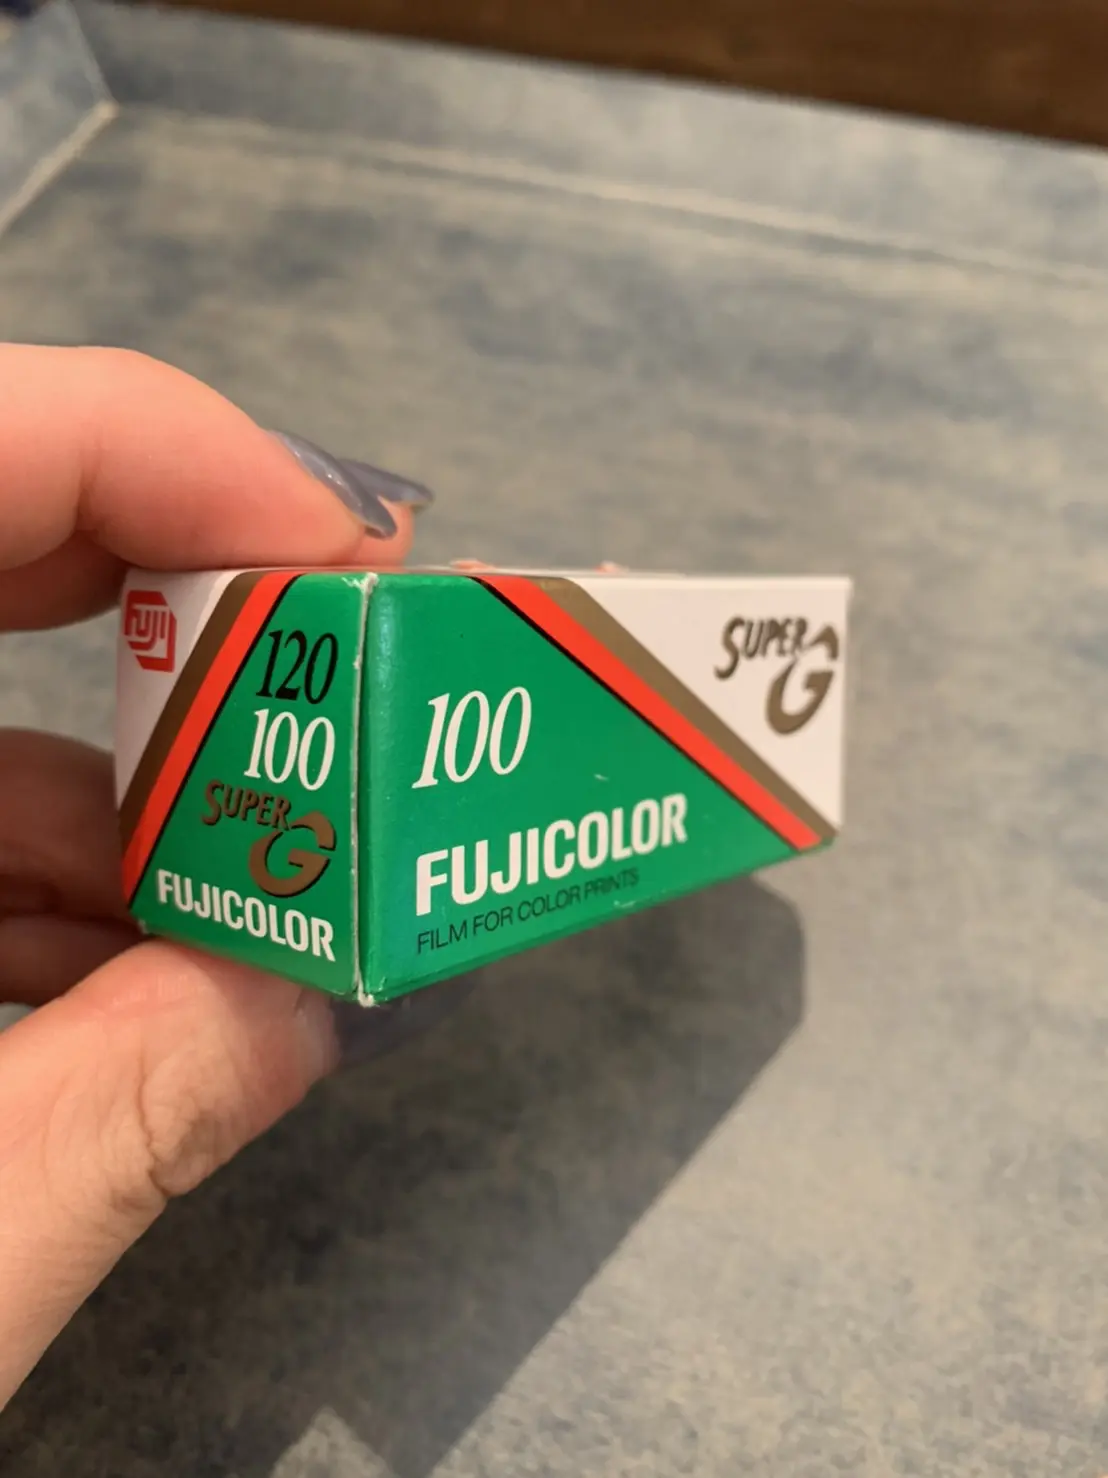 FUJI
120
100
SUPER G
FUJICOLOR
100
FUJICOLOR
FILM FOR COLOR PRINTS
SUPER G